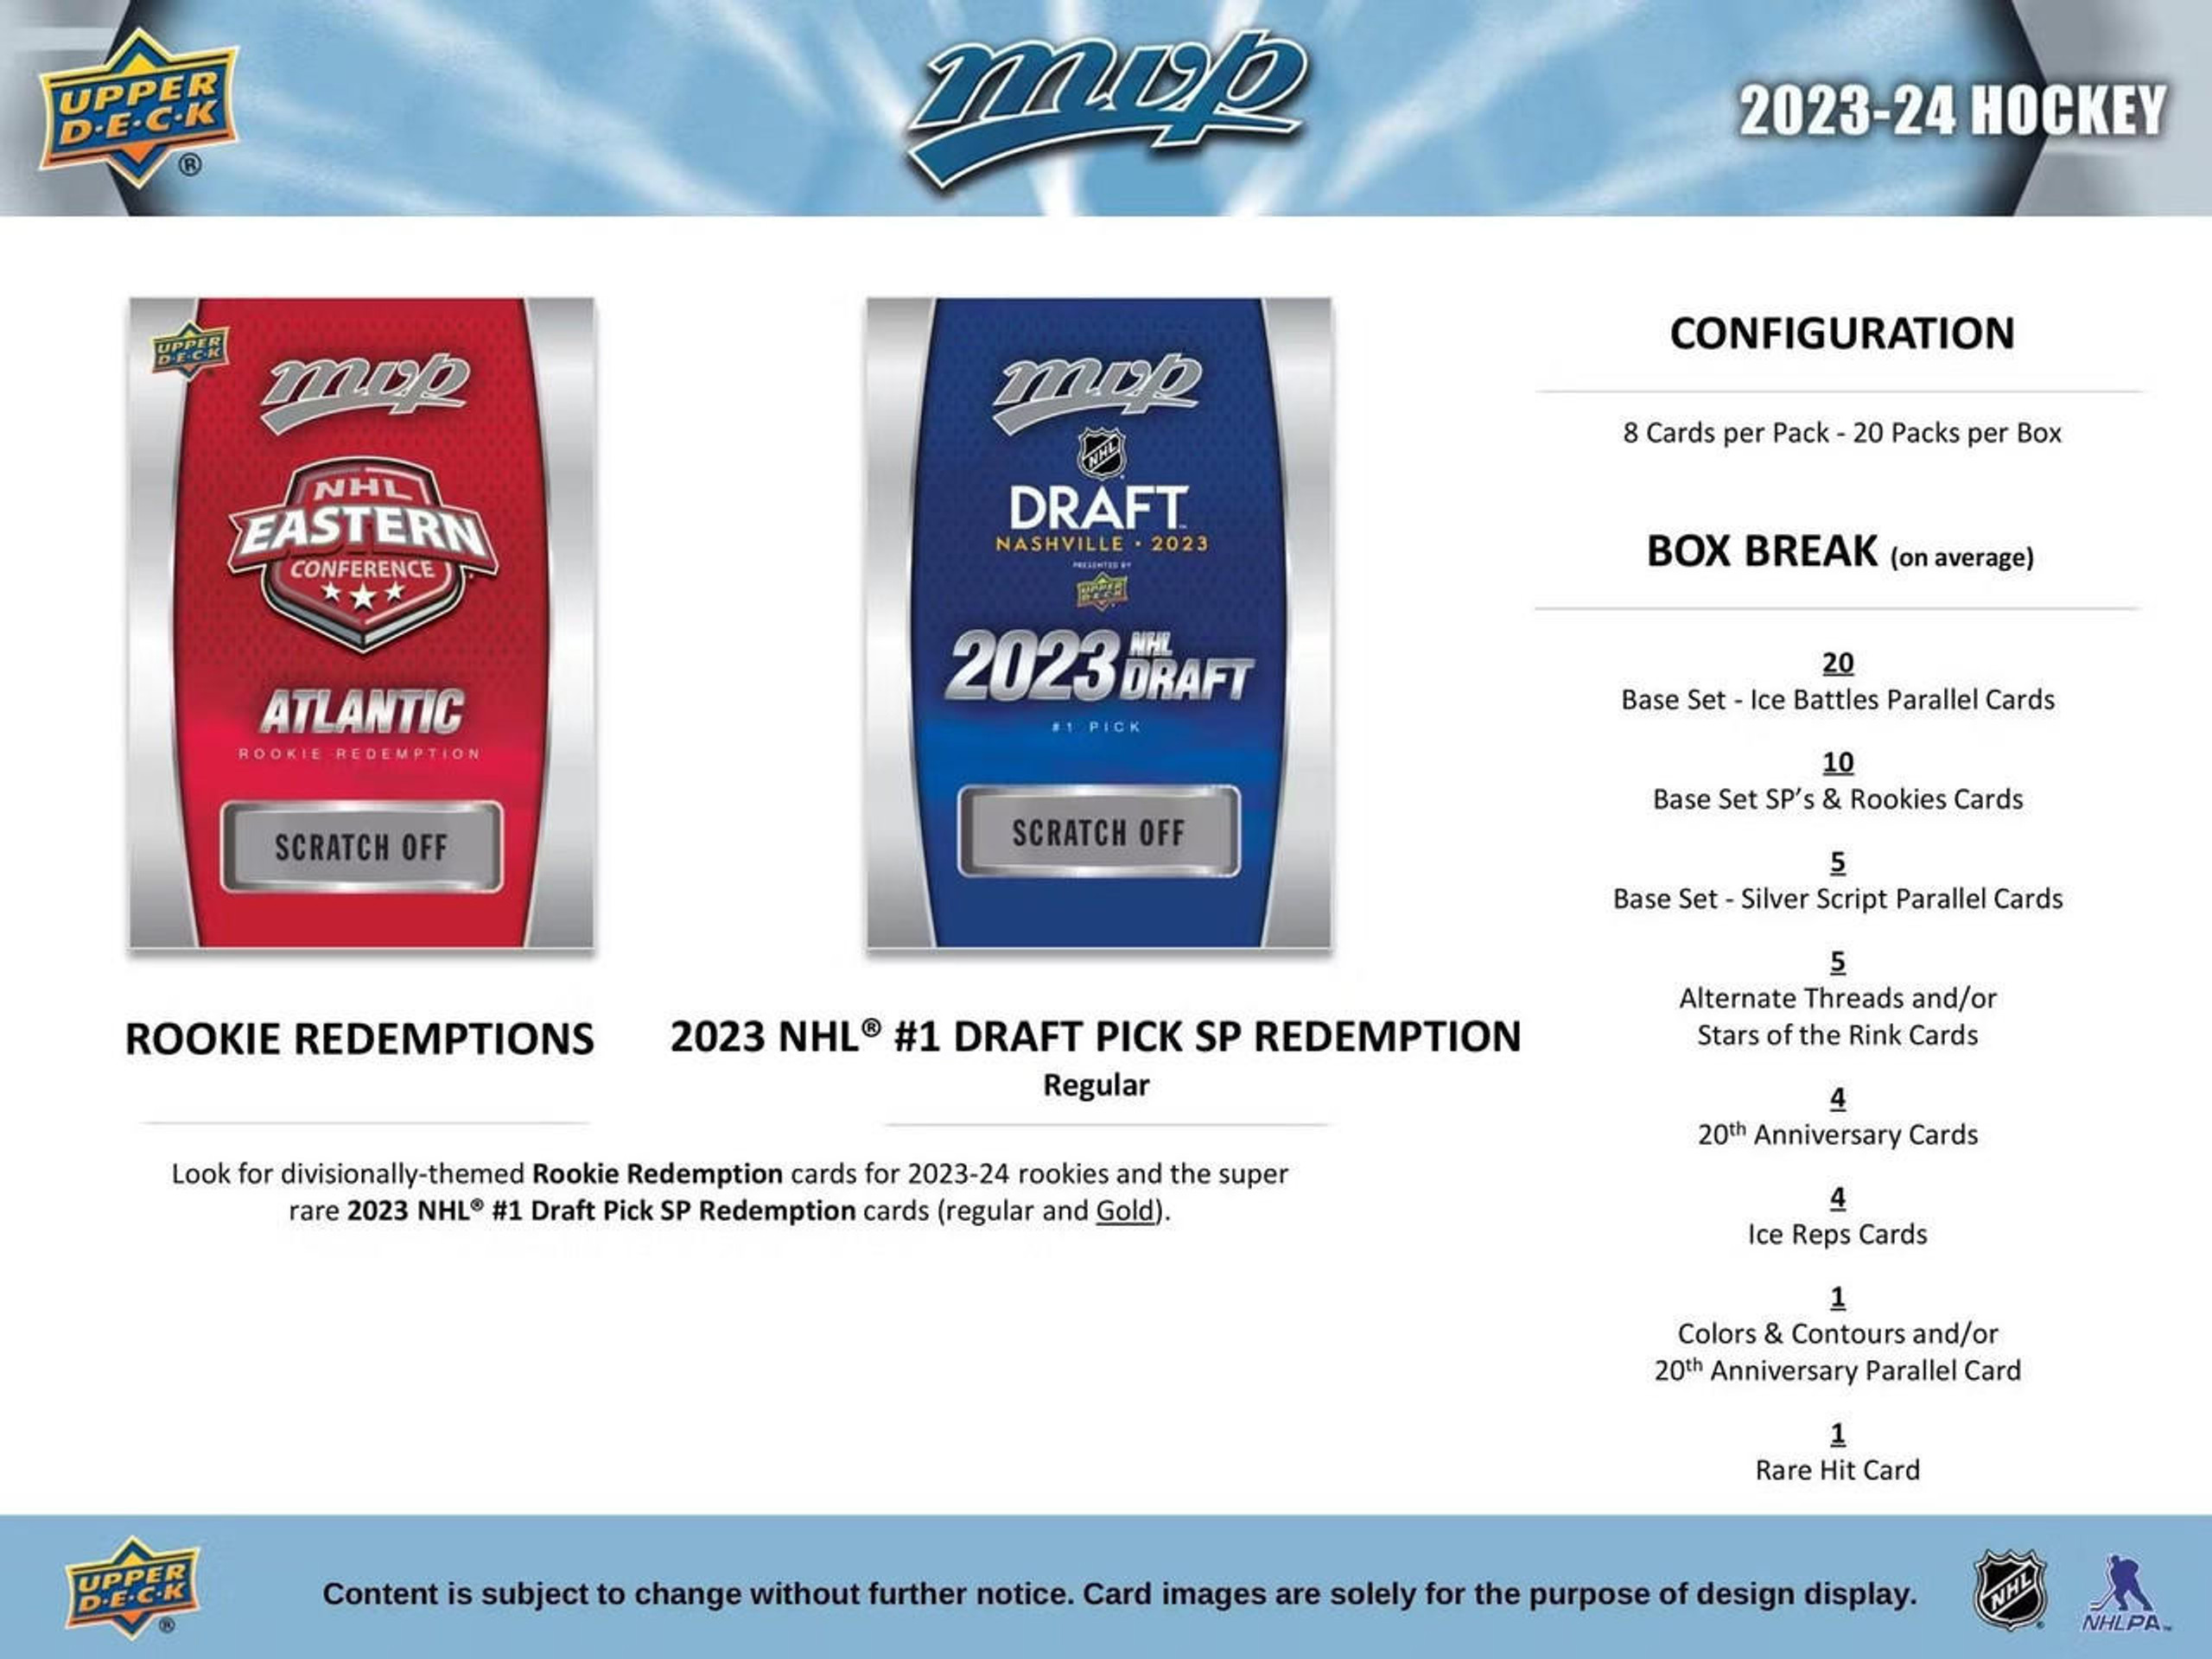 UPPER
D·E·C·K
®
mvp
2023-24 HOCKEY
UPPER
D·E·C·K
mvp
NHL
EASTERN
CONFERENCE
ATLANTIC
ROOKIE REDEMPTION
SCRATCH OFF
ROOKIE REDEMPTIONS
mvp
NHL
DRAFT™
NASHVILLE · 2023
PRESENTED BY
UPPER
D·E·C·K
2023 NHL DRAFT
#1 PICK
SCRATCH OFF
2023 NHL® #1 DRAFT PICK SP REDEMPTION
Regular
Look for divisionally-themed Rookie Redemption cards for 2023-24 rookies and the super
rare 2023 NHL® #1 Draft Pick SP Redemption cards (regular and Gold).
CONFIGURATION
8 Cards per Pack - 20 Packs per Box
BOX BREAK (on average)
20
Base Set - Ice Battles Parallel Cards
10
Base Set SP’s & Rookies Cards
5
Base Set - Silver Script Parallel Cards
5
Alternate Threads and/or
Stars of the Rink Cards
4
20th Anniversary Cards
4
Ice Reps Cards
1
Colors & Contours and/or
20th Anniversary Parallel Card
1
Rare Hit Card
UPPER
D·E·C·K
®
Content is subject to change without further notice. Card images are solely for the purpose of design display.
NHL
NHLPA™